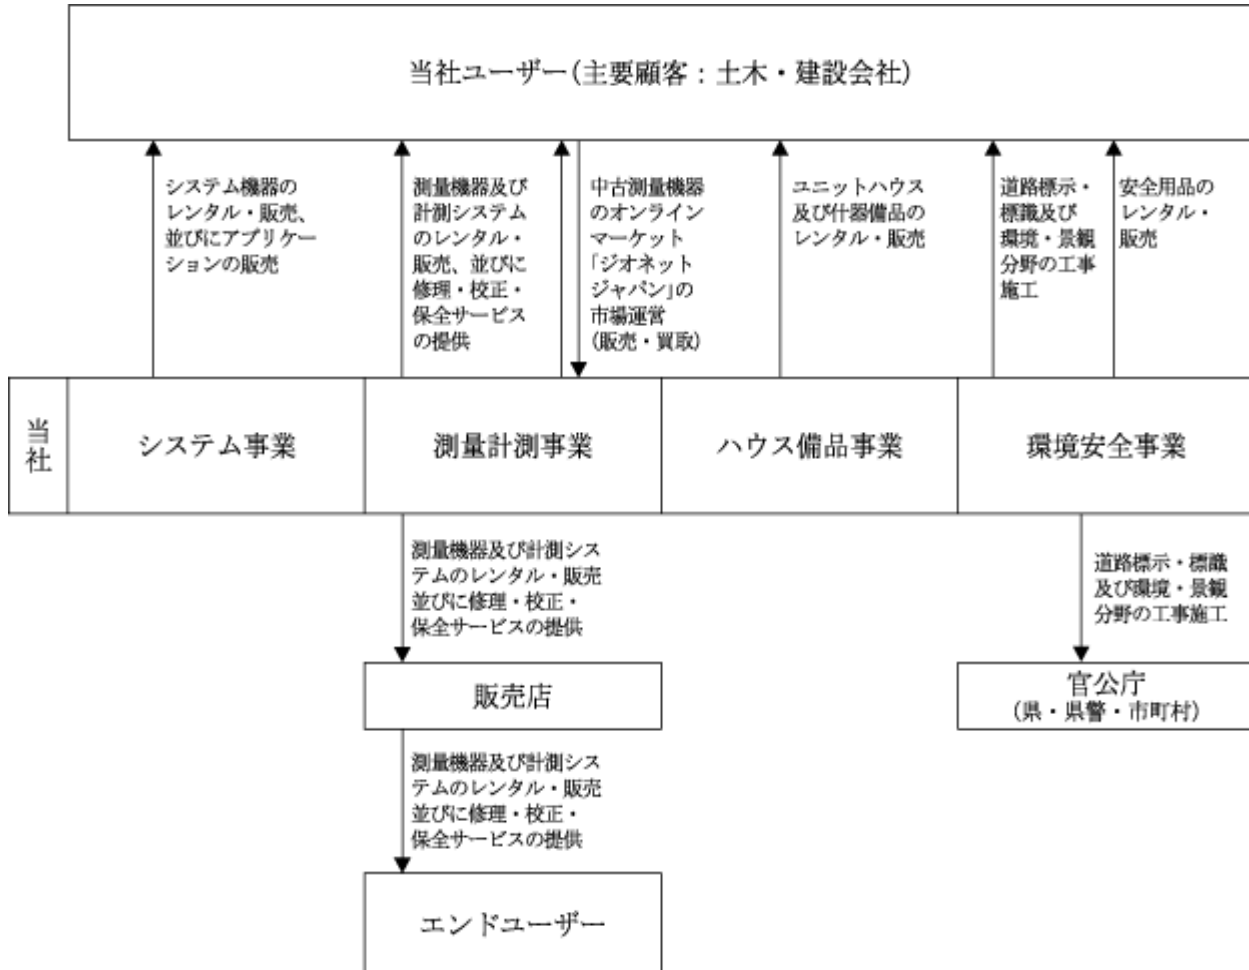 当社ユーザー(主要顧客：土木・建設会社)
システム機器の
レンタル・販売、
並びにアプリケー
ションの販売
測量機器及び
計測システム
のレンタル・
販売、並びに
修理・校正・
保全サービス
の提供
中古測量機器
のオンライン
マーケット
「ジオネット
ジャパン」の
市場運営
(販売・買取)
ユニットハウス
及び什器備品の
レンタル・販売
道路標示・
標識及び
環境・景観
分野の工事
施工
安全用品の
レンタル・
販売
当社
システム事業
測量計測事業
ハウス備品事業
環境安全事業
測量機器及び計測シス
テムのレンタル・販売
並びに修理・校正・
保全サービスの提供
道路標示・標識
及び環境・景観
分野の工事施工
販売店
官公庁
(県・県警・市町村)
測量機器及び計測シス
テムのレンタル・販売
並びに修理・校正・
保全サービスの提供
エンドユーザー